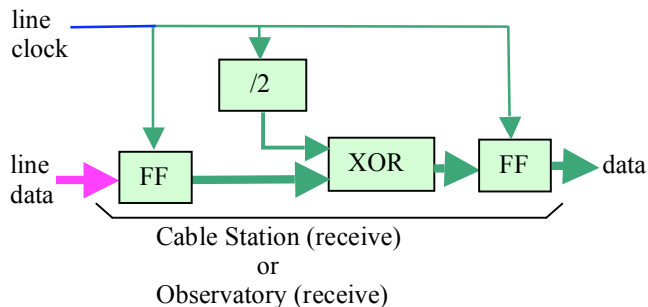 line
clock
/2
line
data
FF
XOR
FF
data
Cable Station (receive)
or
Observatory (receive)